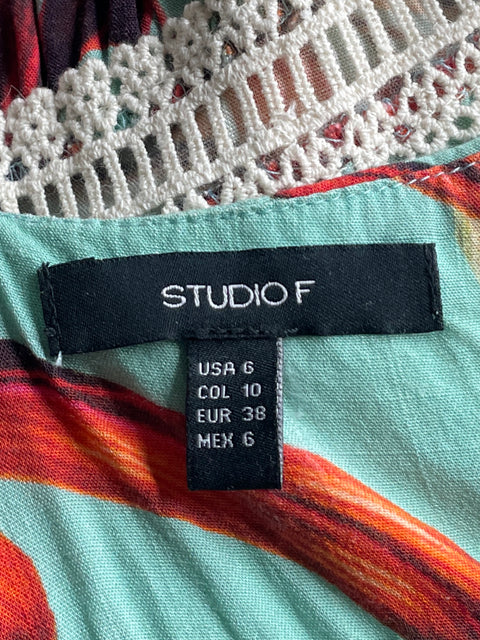 STUDIO F
USA 6
COL 10
EUR 38
MEX 6